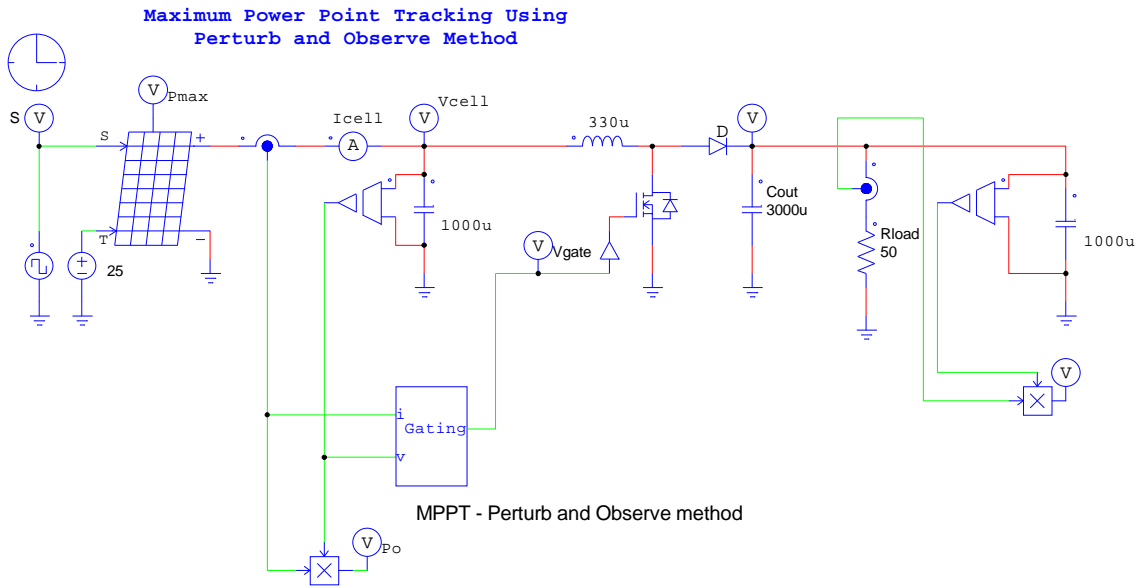 Maximum Power Point Tracking Using
Perturb and Observe Method
S
V
V
Pmax
S
+
T
-
+
-
25
Icell
A
Vcell
V
1000u
330u
D
V
Cout
3000u
V
Vgate
Rload
50
1000u
V
i
Gating
v
MPPT - Perturb and Observe method
V
Po